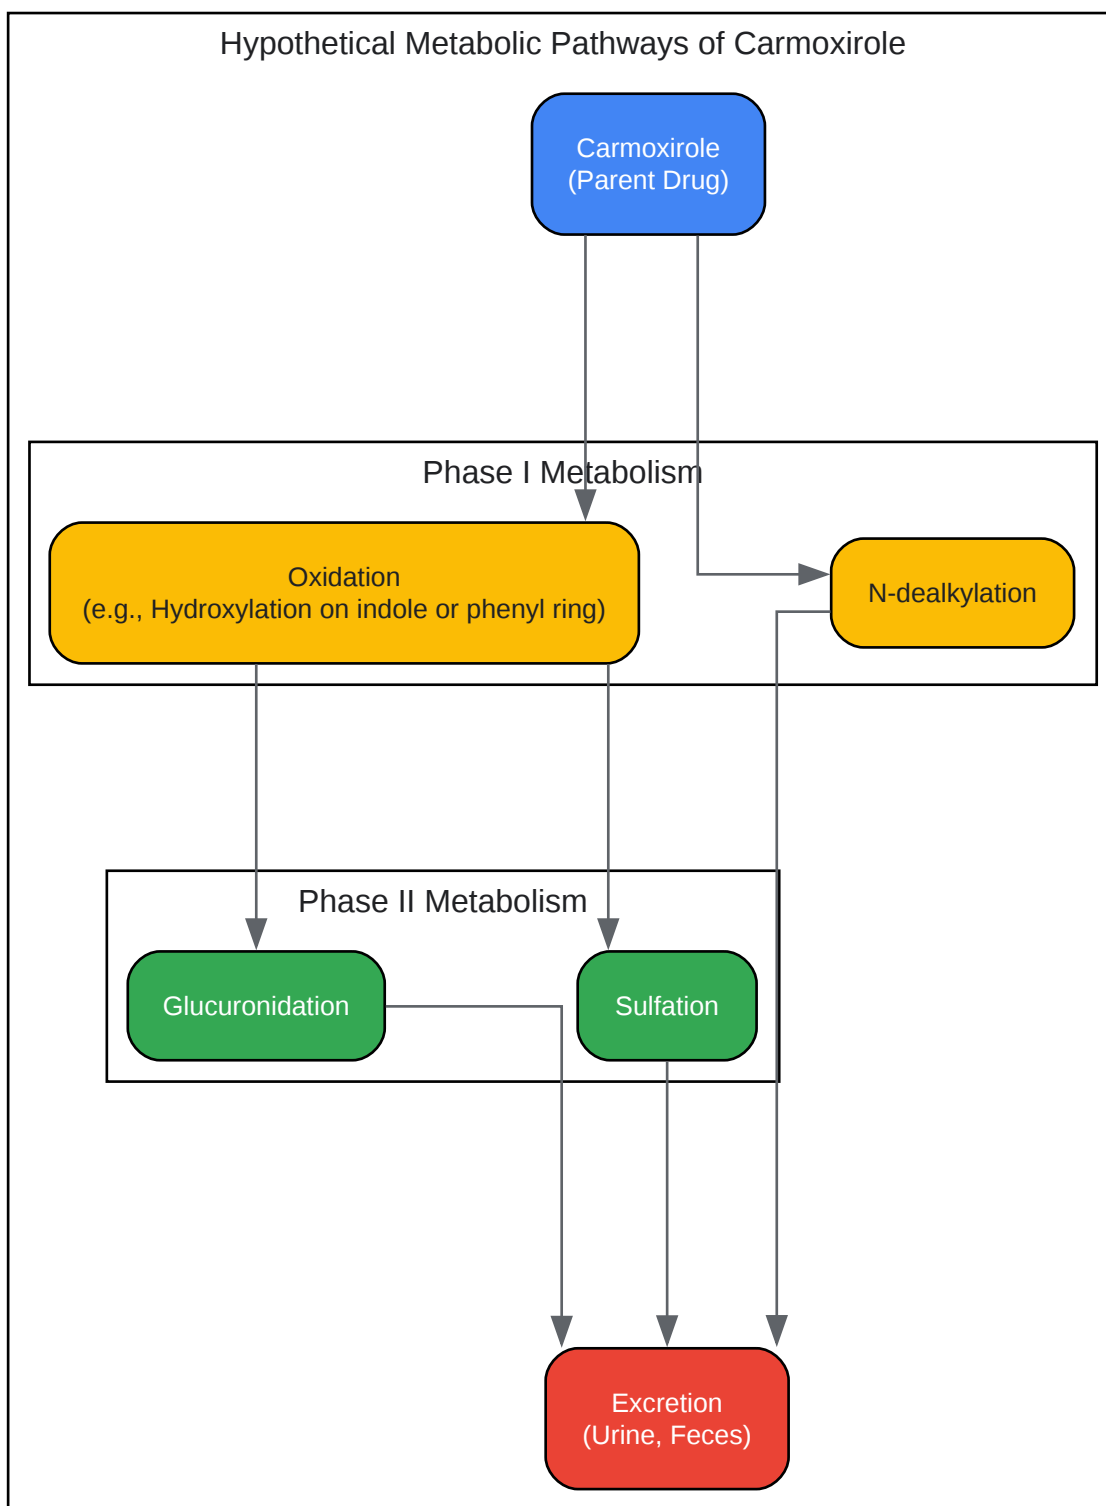 Hypothetical Metabolic Pathways of Carmoxirole
Carmoxirole
(Parent Drug)
Phase I Metabolism
Oxidation
(e.g., Hydroxylation on indole or phenyl ring)
N-dealkylation
Phase II Metabolism
Glucuronidation
Sulfation
Excretion
(Urine, Feces)